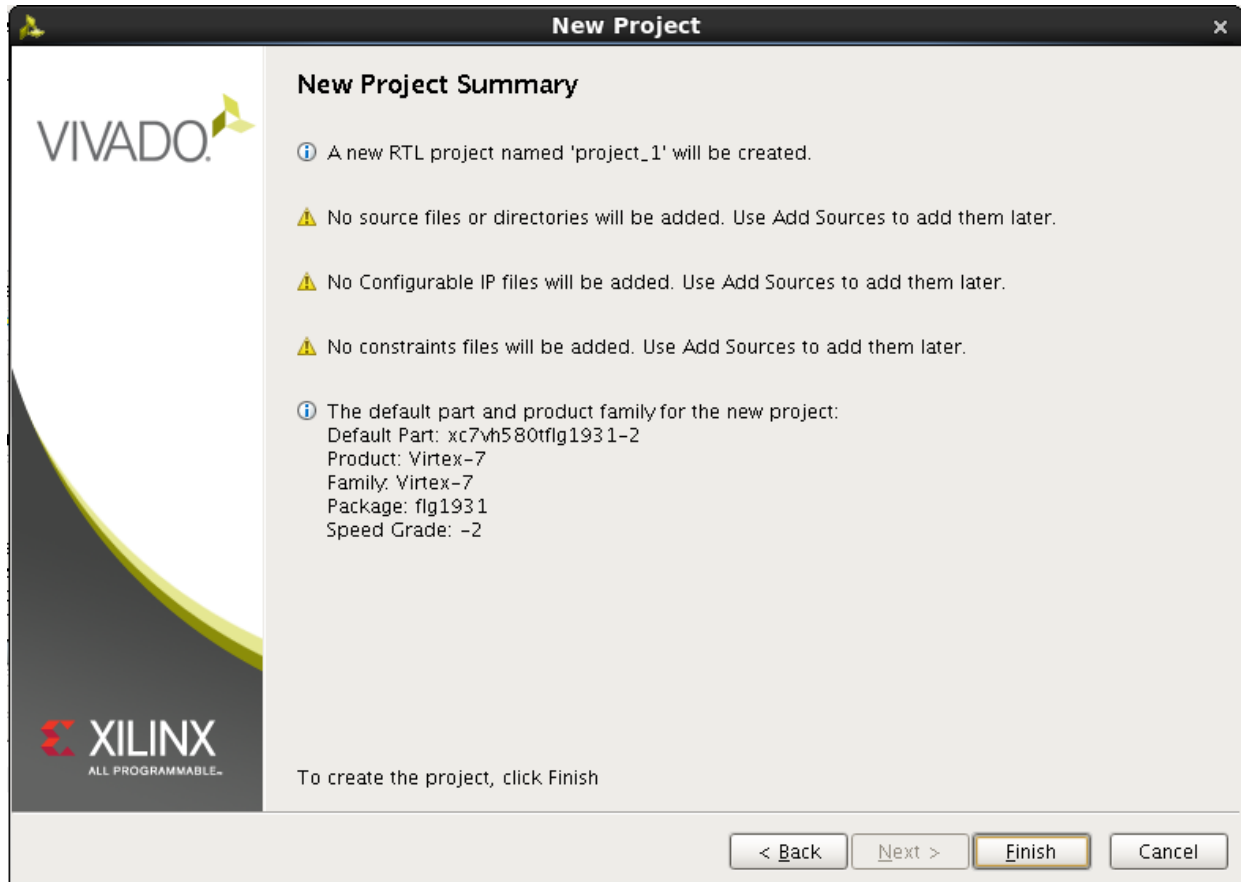 New Project
New Project Summary
VIVADO.
A new RTL project named 'project_1' will be created.
No source files or directories will be added. Use Add Sources to add them later.
No Configurable IP files will be added. Use Add Sources to add them later.
No constraints files will be added. Use Add Sources to add them later.
The default part and product family for the new project:
Default Part: xc7vh580tflg1931-2
Product: Virtex-7
Family: Virtex-7
Package: flg1931
Speed Grade: -2
XILINX
ALL PROGRAMMABLE™
To create the project, click Finish
< Back Next > Finish Cancel